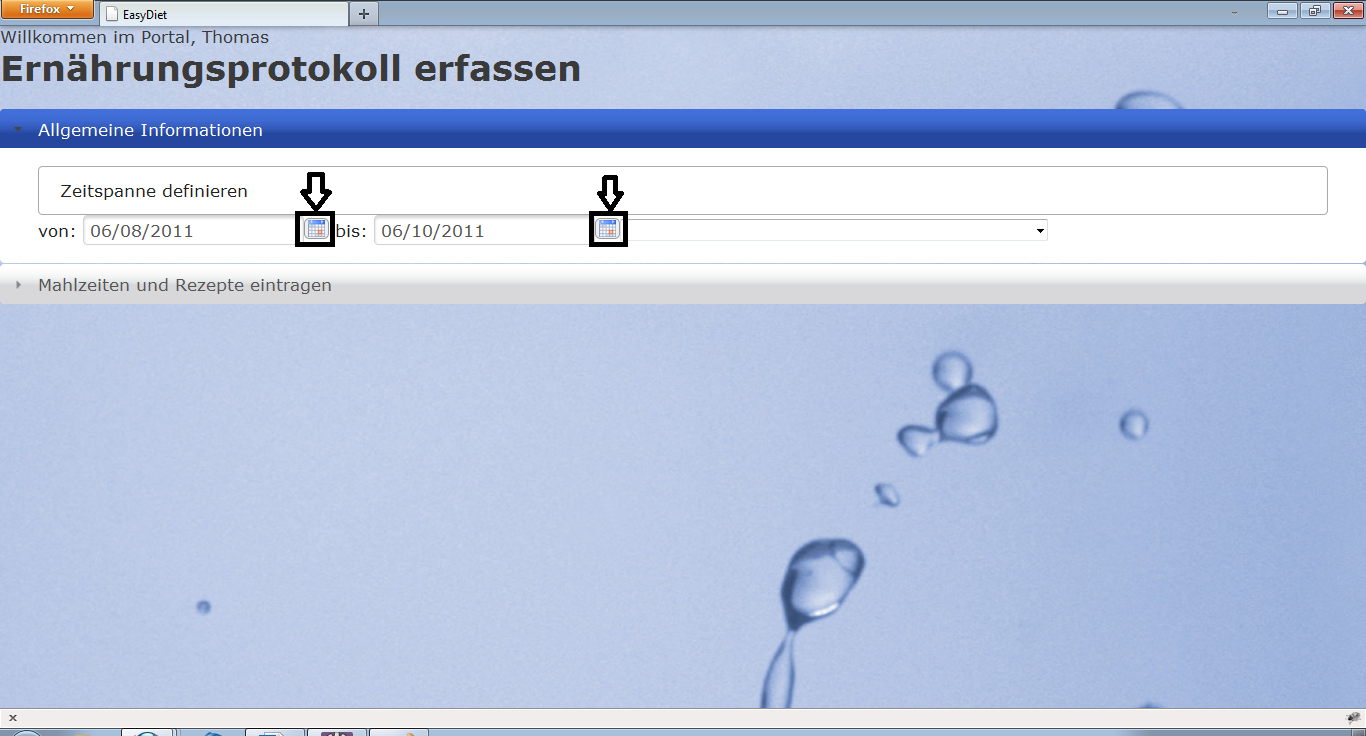 Firefox
EasyDiet
Willkommen im Portal, Thomas
Ernährungsprotokoll erfassen
Allgemeine Informationen
Zeitspanne definieren
von: 06/08/2011 bis: 06/10/2011
Mahlzeiten und Rezepte eintragen